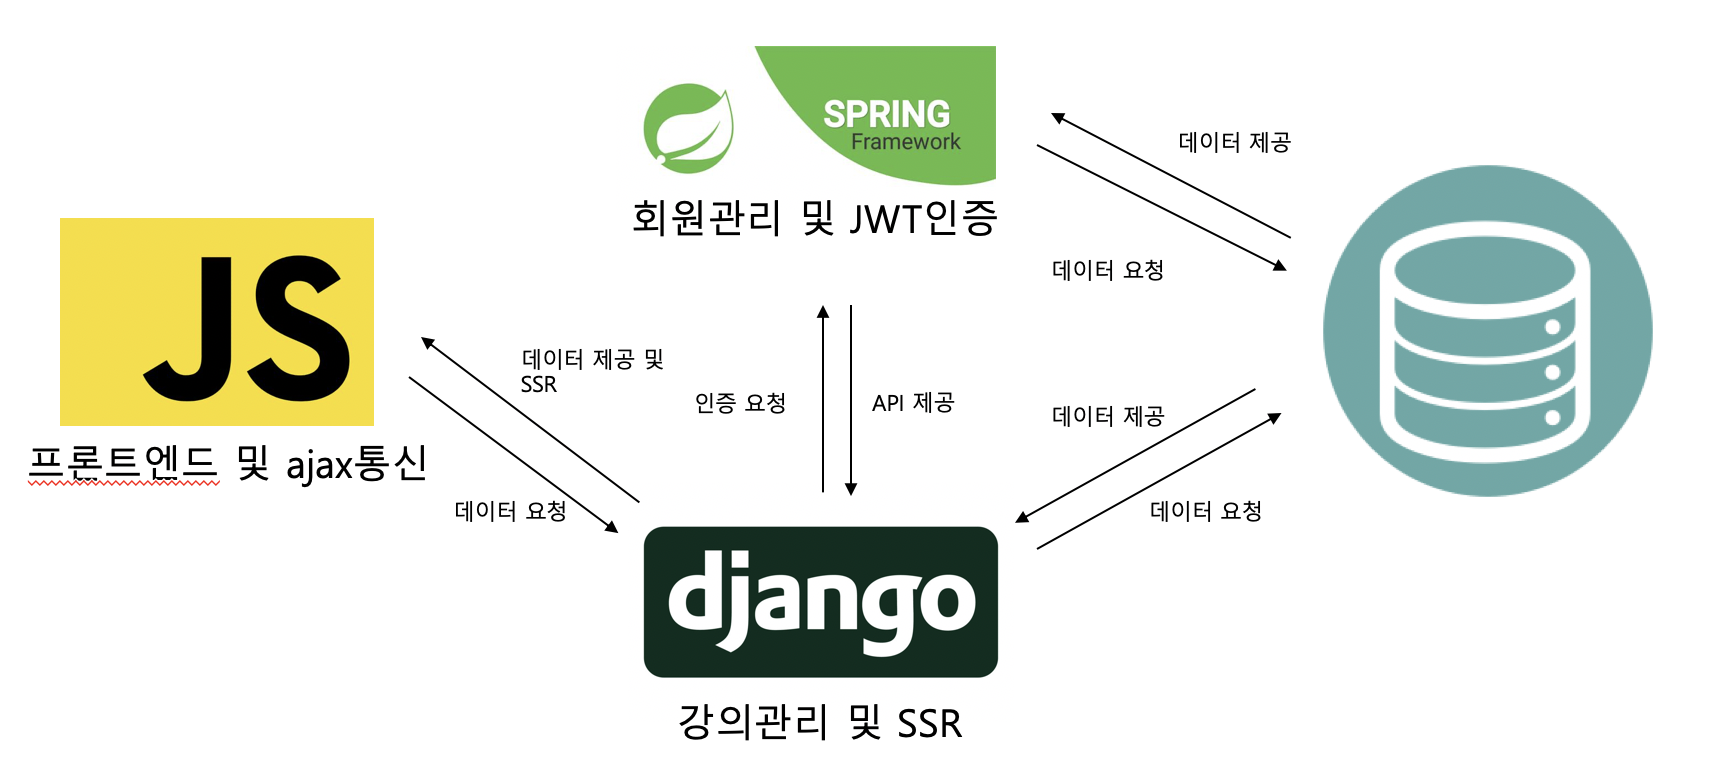 SPRING
Framework
회원관리 및 JWT인증
데이터 제공
데이터 요청
JS
프론트엔드 및 ajax통신
데이터 제공 및
SSR
데이터 요청
인증 요청
API 제공
데이터 제공
데이터 요청
django
강의관리 및 SSR